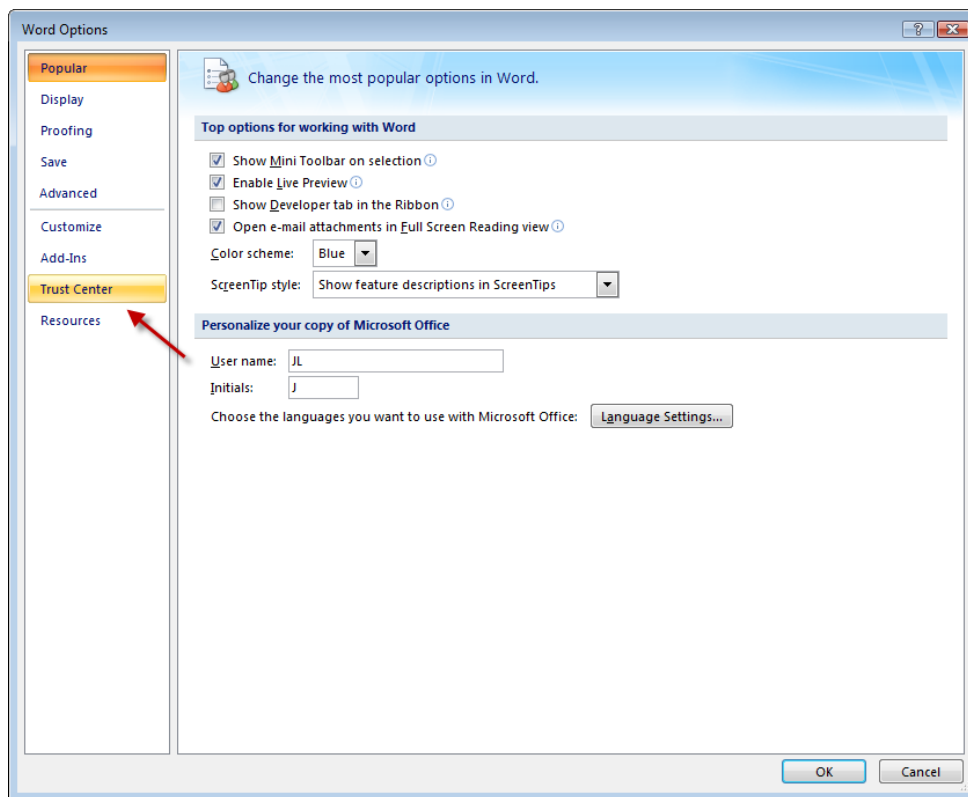 Word Options
Popular
Display
Proofing
Save
Advanced
Customize
Add-Ins
Trust Center
Resources
Change the most popular options in Word.
Top options for working with Word
Show Mini Toolbar on selection
Enable Live Preview
Show Developer tab in the Ribbon
Open e-mail attachments in Full Screen Reading view
Color scheme: Blue
ScreenTip style: Show feature descriptions in ScreenTips
Personalize your copy of Microsoft Office
User name: JL
Initials: J
Choose the languages you want to use with Microsoft Office: Language Settings...
OK Cancel